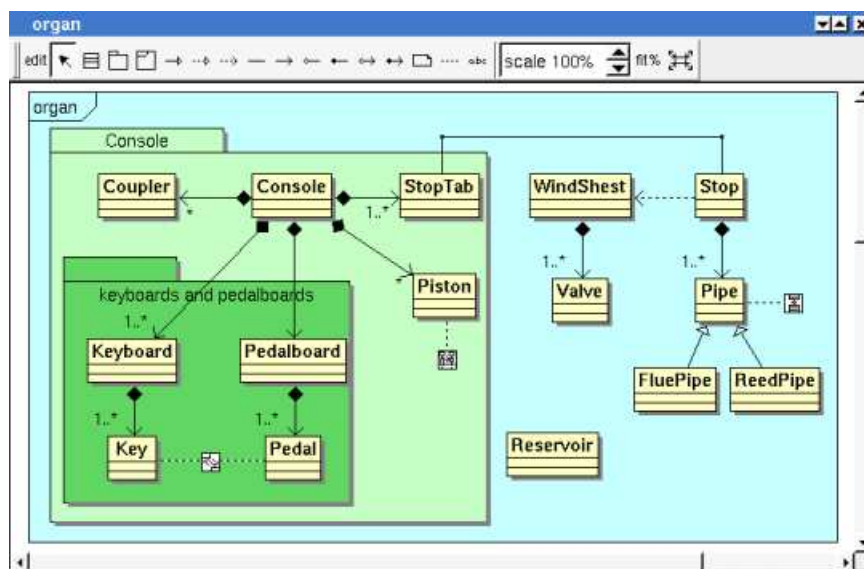 organ
edit
abc
scale 100%
fit%
organ
Console
Coupler
Console
StopTab
WindShest
Stop
*
1..*
keyboards and pedalboards
Piston
*
1..*
Valve
1..*
Pipe
1..*
Keyboard
Pedalboard
FluePipe
ReedPipe
1..*
1..*
Key
Pedal
Reservoir